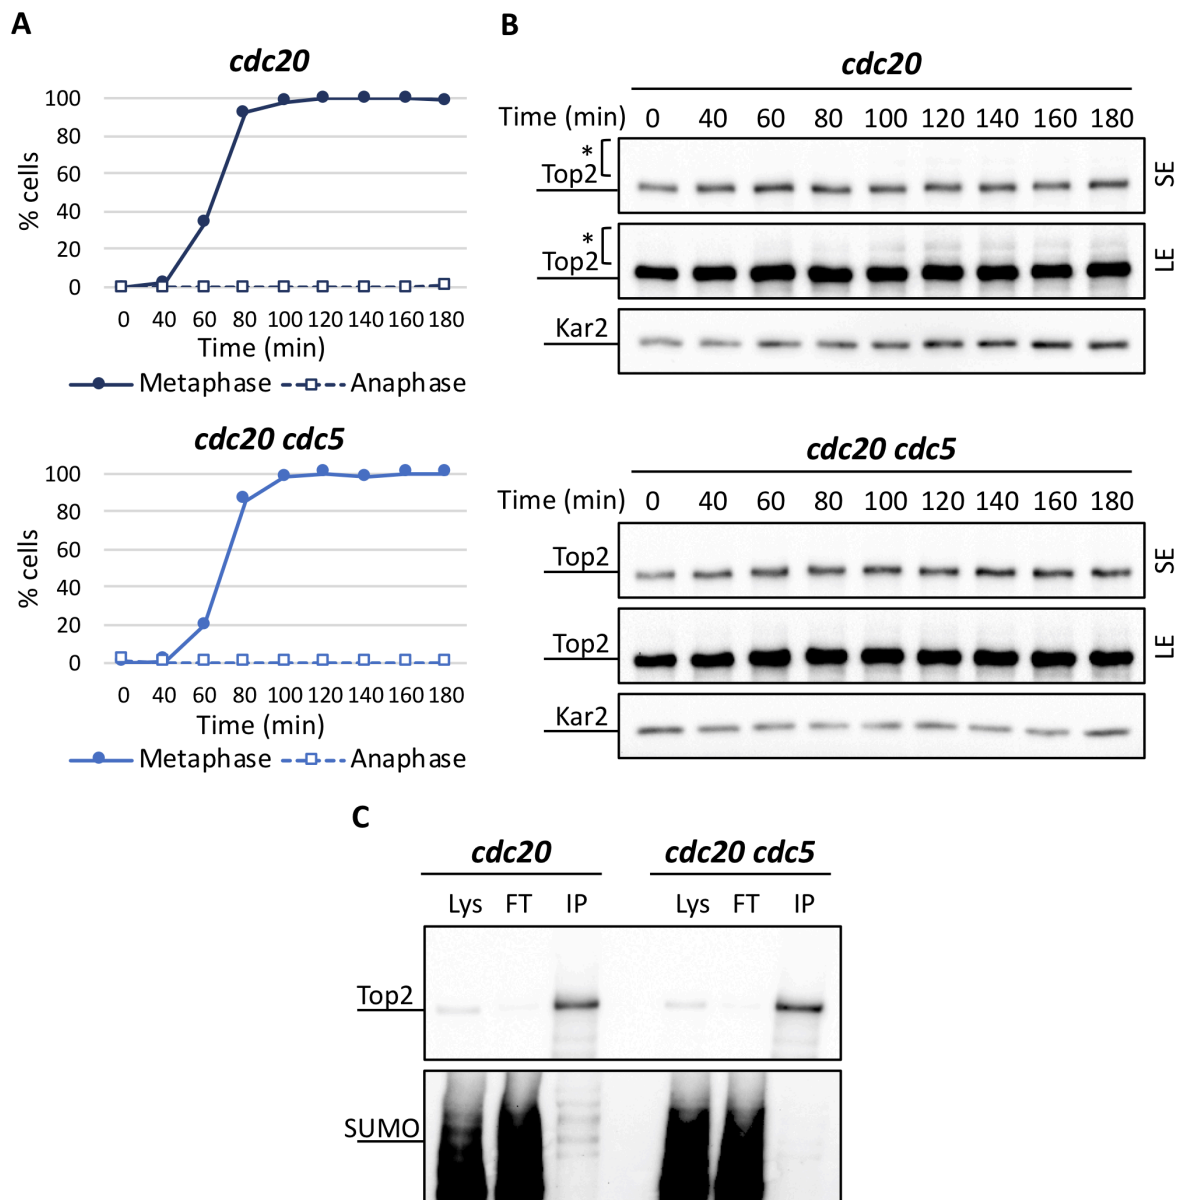 A
cdc20
100
80
60
40
20
0
% cells
0 40 60 80 100 120 140 160 180
Time (min)
Metaphase Anaphase
cdc20 cdc5
100
80
60
40
20
0
% cells
0 40 60 80 100 120 140 160 180
Time (min)
Metaphase Anaphase
B
cdc20
Time (min) 0 40 60 80 100 120 140 160 180
*
Top2
SE
*
Top2
LE
Kar2
cdc20 cdc5
Time (min) 0 40 60 80 100 120 140 160 180
Top2
SE
Top2
LE
Kar2
C
cdc20 cdc20 cdc5
Lys FT IP Lys FT IP
Top2
SUMO